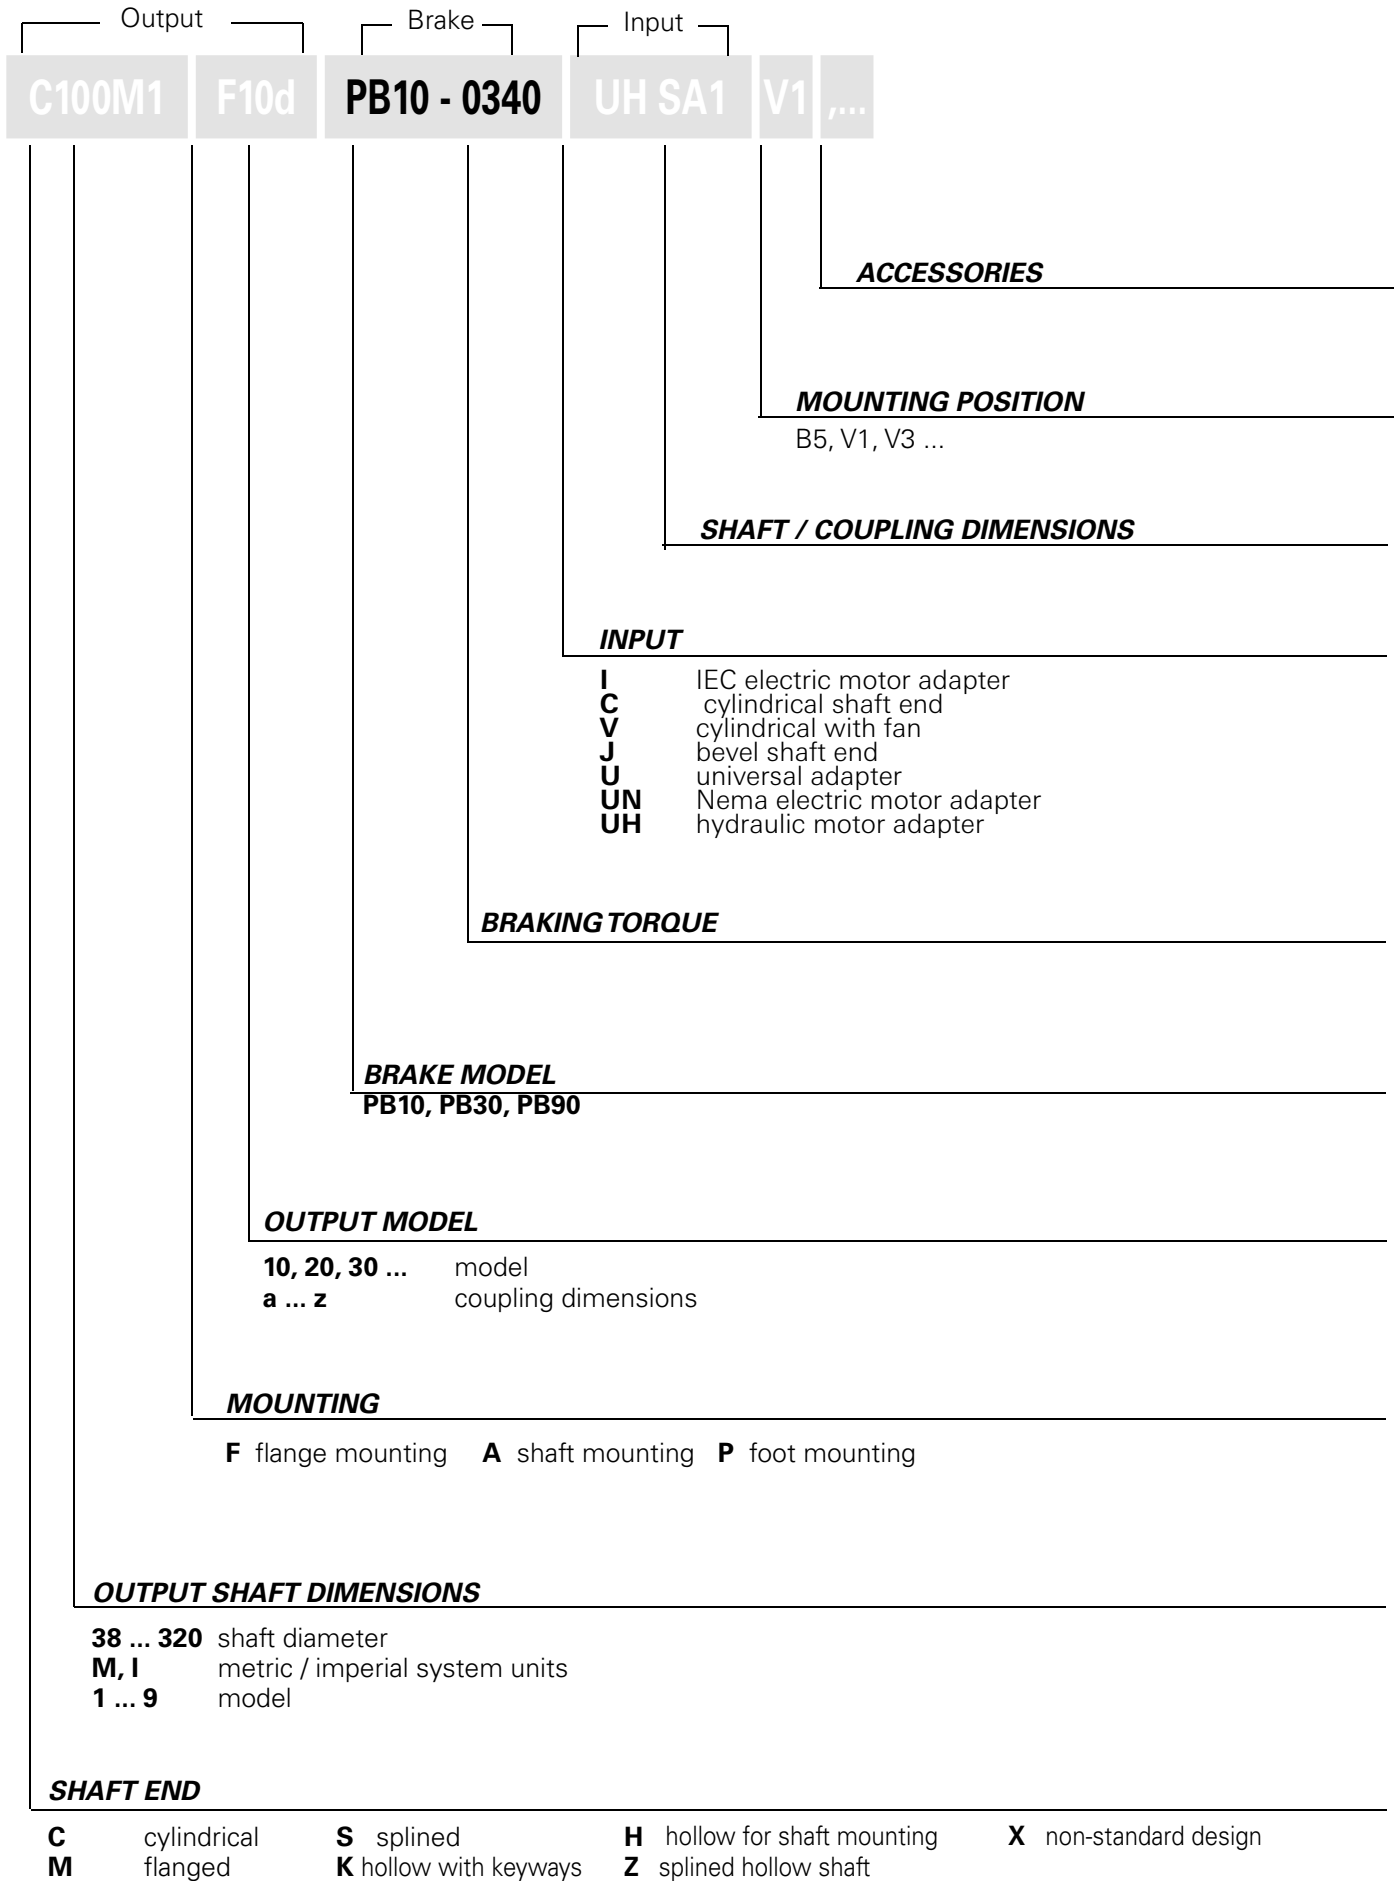 Output Brake Input
C100M1 F10d PB10 - 0340 UH SA1 V1 ,...
ACCESSORIES
MOUNTING POSITION
B5, V1, V3 ...
SHAFT / COUPLING DIMENSIONS
INPUT
I IEC electric motor adapter
C cylindrical shaft end
V cylindrical with fan
J bevel shaft end
U universal adapter
UN Nema electric motor adapter
UH hydraulic motor adapter
BRAKING TORQUE
BRAKE MODEL
PB10, PB30, PB90
OUTPUT MODEL
10, 20, 30 ... model
a ... z coupling dimensions
MOUNTING
F flange mounting A shaft mounting P foot mounting
OUTPUT SHAFT DIMENSIONS
38 ... 320 shaft diameter
M, I metric / imperial system units
1 ... 9 model
SHAFT END
C cylindrical S splined H hollow for shaft mounting X non-standard design
M flanged K hollow with keyways Z splined hollow shaft